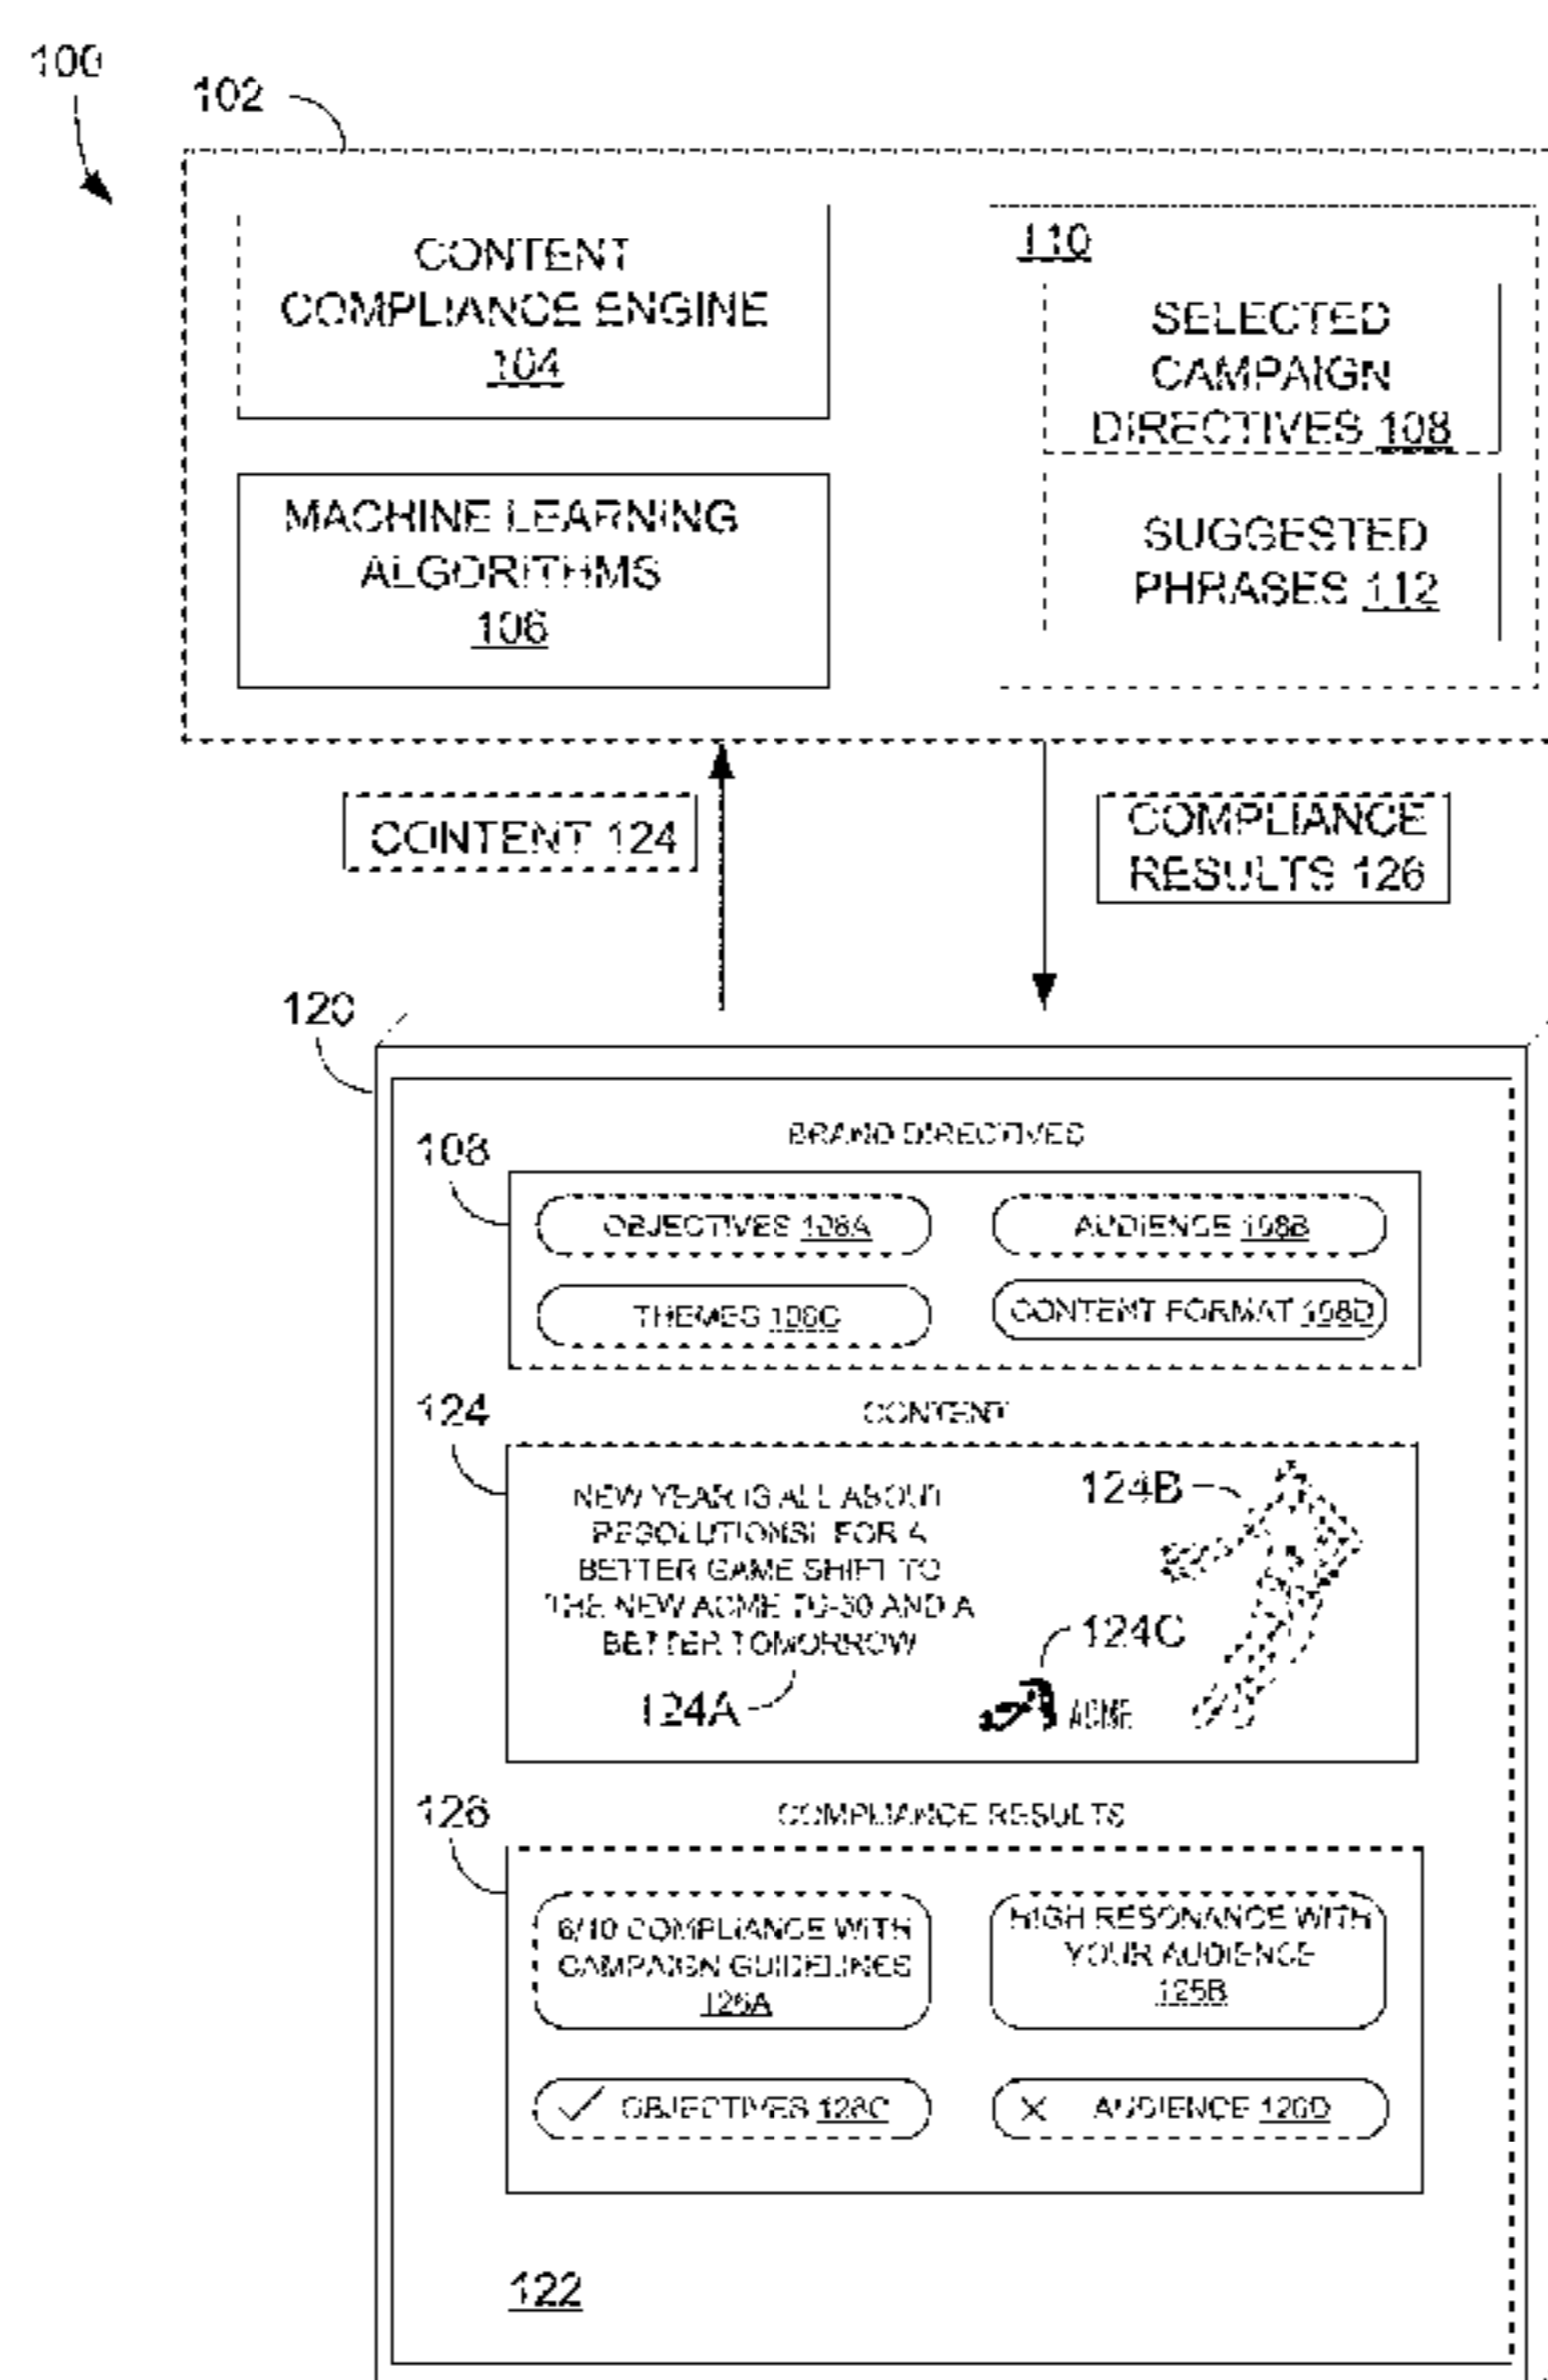 100
102
CONTENT
COMPLIANCE ENGINE
104
MACHINE LEARNING
ALGORITHMS
106
110
SELECTED
CAMPAIGN
DIRECTIVES 108
SUGGESTED
PHRASES 112
CONTENT 124
COMPLIANCE
RESULTS 126
120
BRAND DIRECTIVES
108
OBJECTIVES 108A
AUDIENCE 108B
THEMES 108C
CONTENT FORMAT 108D
CONTENT
124
NEW YEAR IS ALL ABOUT
RESOLUTIONS! FOR A
BETTER GAME SHIFT TO
THE NEW ACME AND A
BETTER TOMORROW
124A
124B
124C
ACME
COMPLIANCE RESULTS
126
6/10 COMPLIANCE WITH
CAMPAIGN GUIDELINES
126A
HIGH RESONANCE WITH
YOUR AUDIENCE
126B
OBJECTIVES 126C
AUDIENCE 126D
122